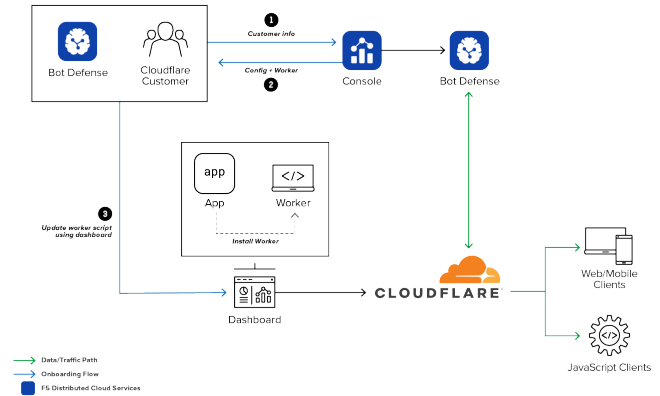 1
Customer info
Bot Defense
Cloudflare
Customer
Config + Worker
2
Console
Bot Defense
app
App
Worker
Install Worker
3
Update worker script
using dashboard
Dashboard
CLOUDFLARE
Web/Mobile
Clients
JavaScript Clients
Data/Traffic Path
Onboarding Flow
F5 Distributed Cloud Services